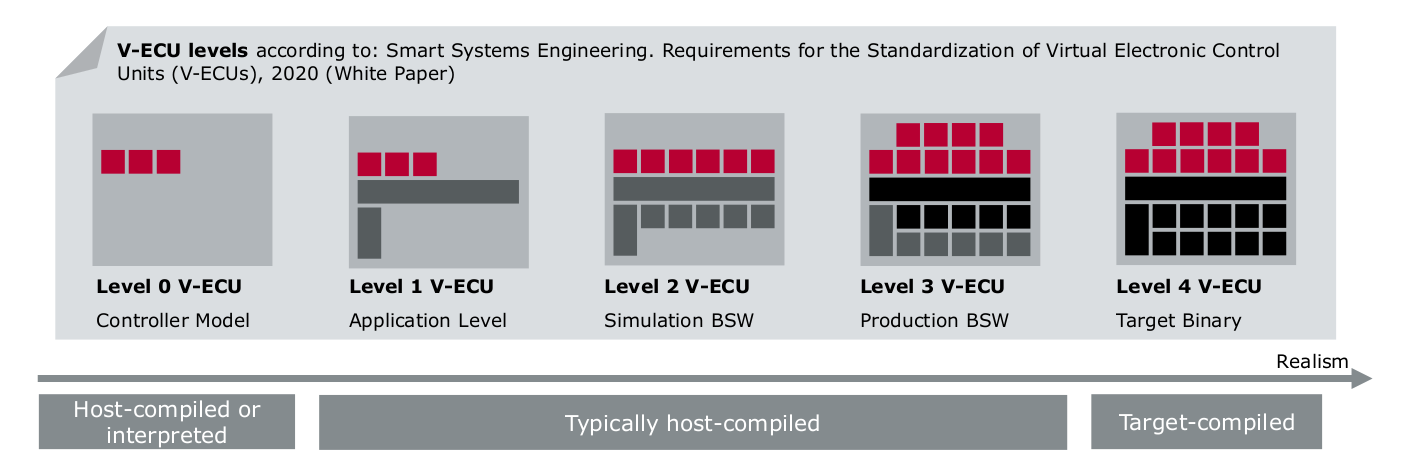 V-ECU levels according to: Smart Systems Engineering. Requirements for the Standardization of Virtual Electronic Control
Units (V-ECUs), 2020 (White Paper)
Level 0 V-ECU
Controller Model
Level 1 V-ECU
Application Level
Level 2 V-ECU
Simulation BSW
Level 3 V-ECU
Production BSW
Level 4 V-ECU
Target Binary
Realism
Host-compiled or
interpreted
Typically host-compiled
Target-compiled